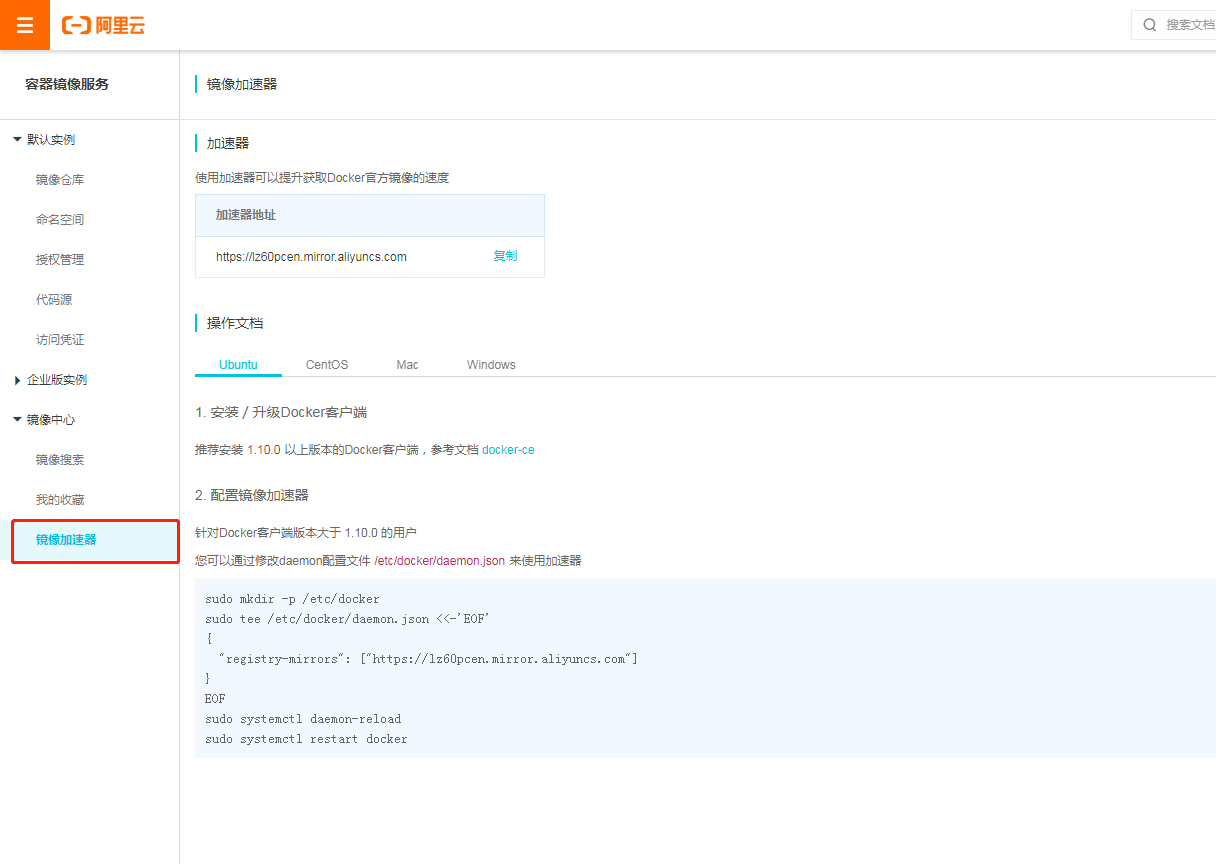 阿里云
搜索文档
容器镜像服务
默认实例
镜像仓库
命名空间
授权管理
代码源
访问凭证
企业版实例
镜像中心
镜像搜索
我的收藏
镜像加速器
镜像加速器
加速器
使用加速器可以提升获取Docker官方镜像的速度
加速器地址
https://lz60pcen.mirror.aliyuncs.com 复制
操作文档
Ubuntu CentOS Mac Windows
1. 安装 / 升级Docker客户端
推荐安装 1.10.0 以上版本的Docker客户端，参考文档 docker-ce
2. 配置镜像加速器
针对Docker客户端版本大于 1.10.0 的用户
您可以通过修改daemon配置文件 /etc/docker/daemon.json 来使用加速器
sudo mkdir -p /etc/docker
sudo tee /etc/docker/daemon.json <<-'EOF'
{
  "registry-mirrors": ["https://lz60pcen.mirror.aliyuncs.com"]
}
EOF
sudo systemctl daemon-reload
sudo systemctl restart docker